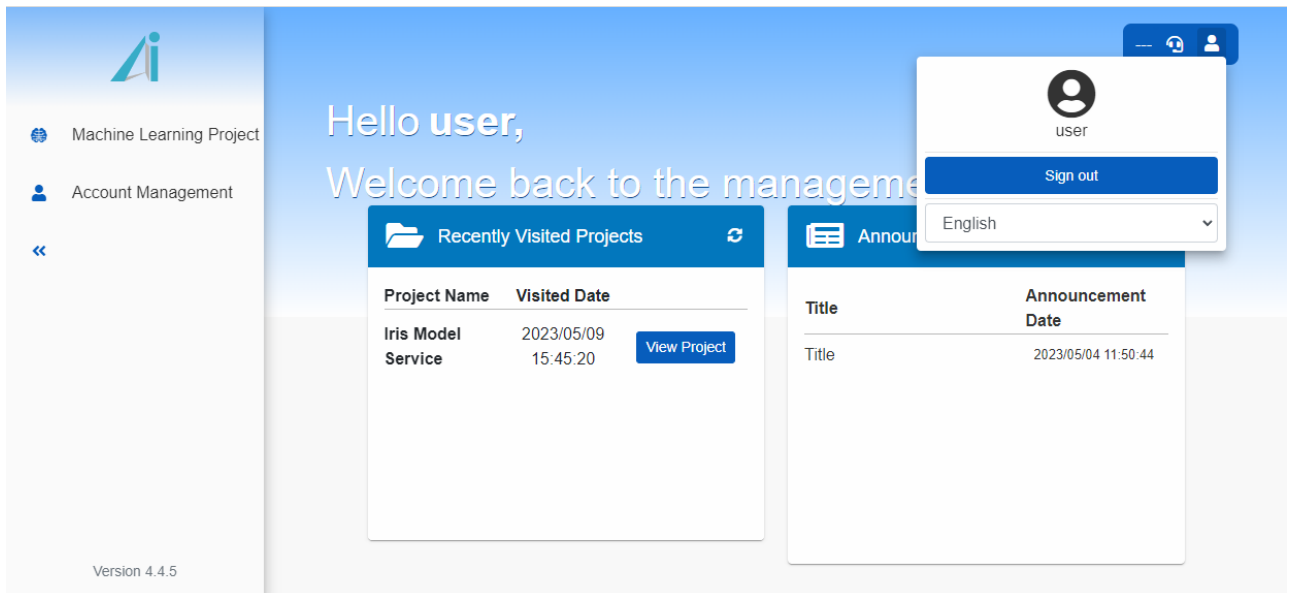 Ai
Machine Learning Project
Account Management
Version 4.4.5
---
user
Sign out
English
Hello user,
Welcome back to the manageme
Recently Visited Projects
Project Name Visited Date
Iris Model Service 2023/05/09 15:45:20 View Project
Annour
Title Announcement Date
Title 2023/05/04 11:50:44